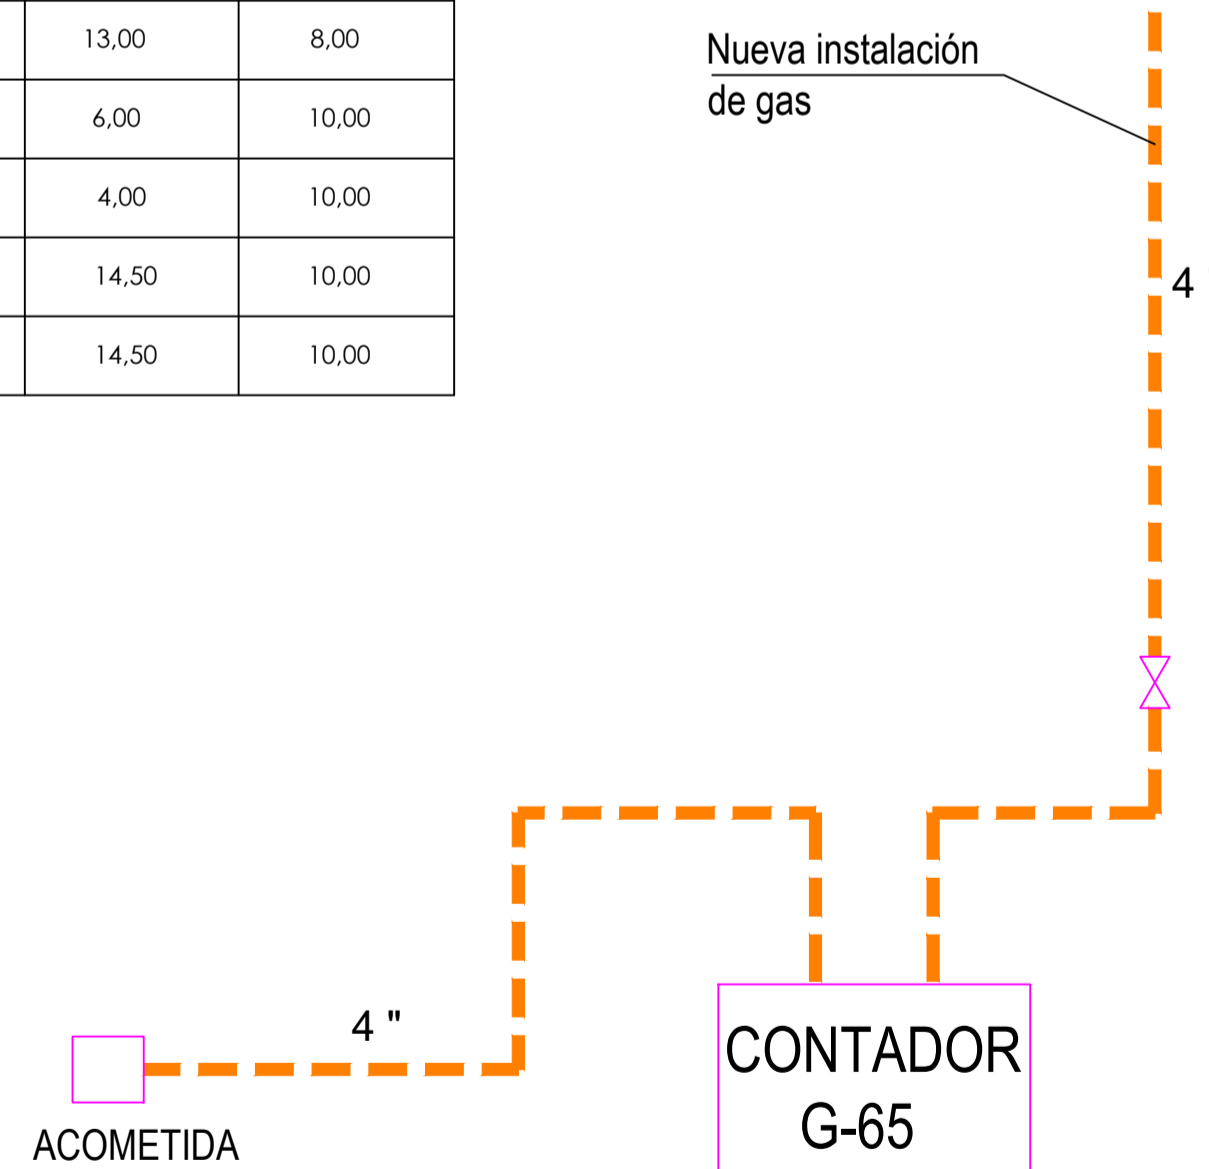 13,00 8,00
6,00 10,00
4,00 10,00
14,50 10,00
14,50 10,00
Nueva instalación
de gas
4
4 "
ACOMETIDA
CONTADOR
G-65